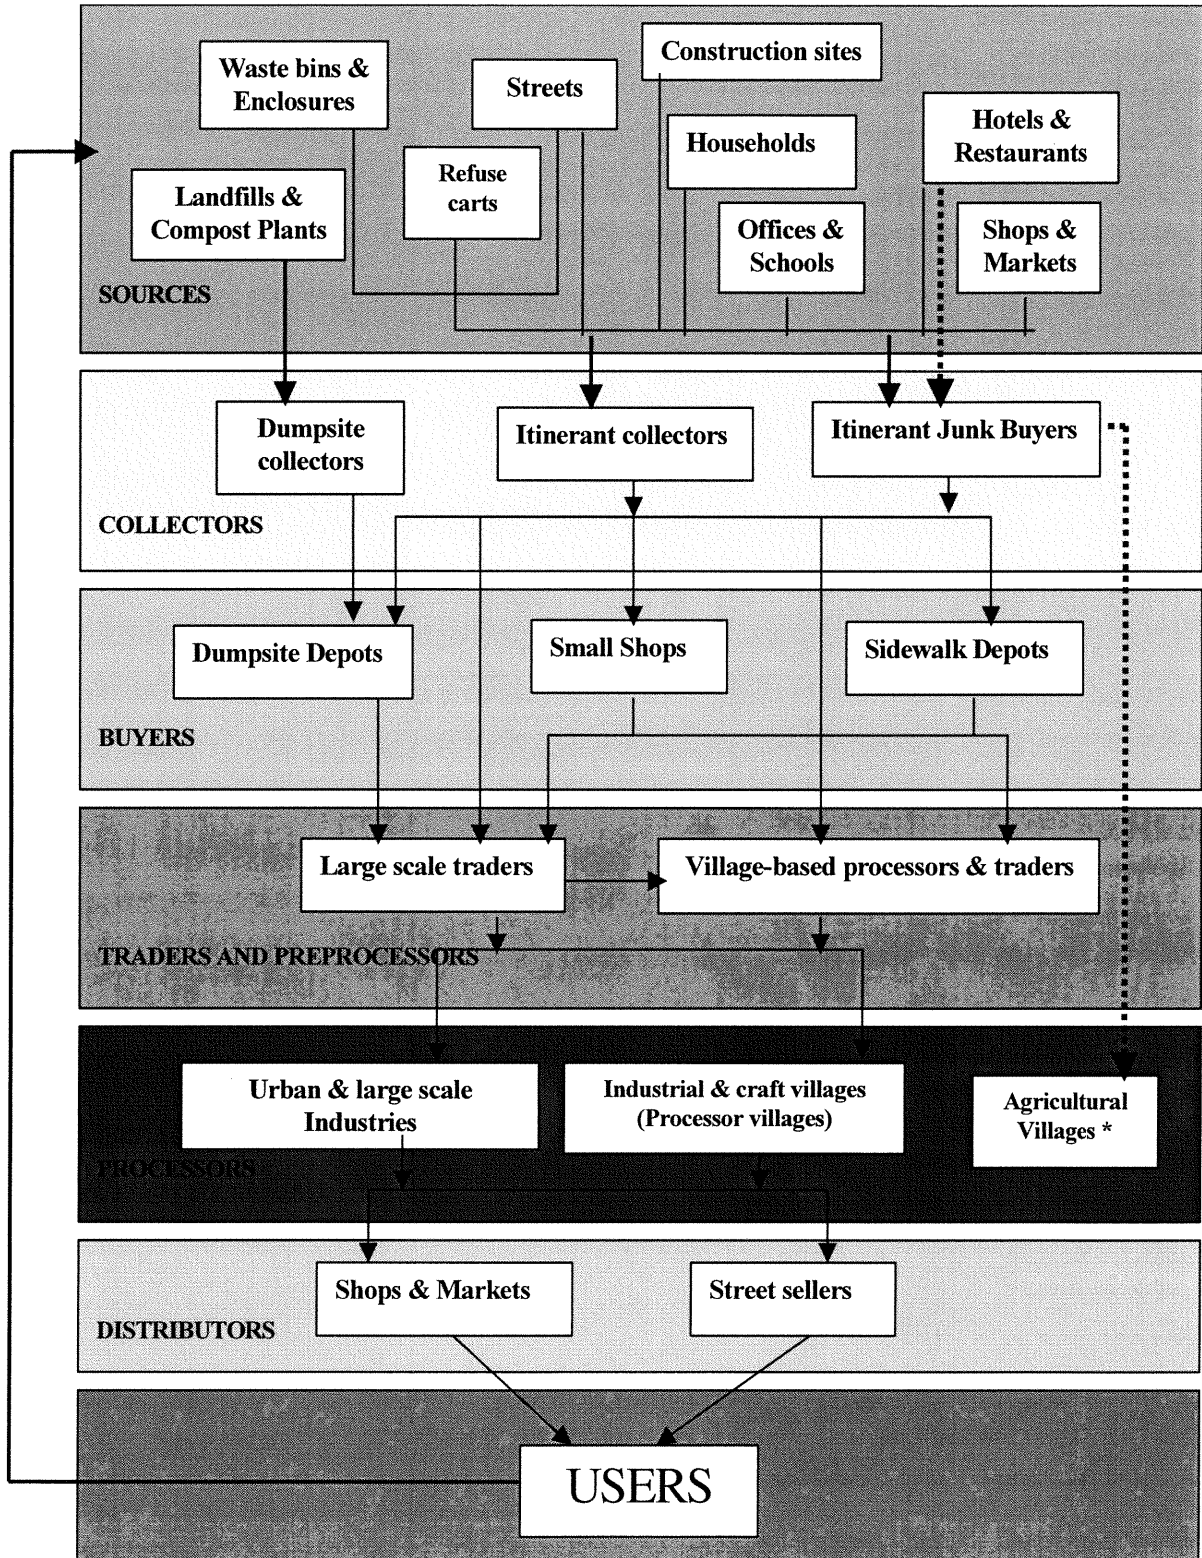 Construction sites
Waste bins &
Enclosures
Streets
Hotels &
Restaurants
Households
Refuse
carts
Landfills &
Compost Plants
Offices &
Schools
Shops &
Markets
SOURCES
Dumpsite
collectors
Itinerant collectors
Itinerant Junk Buyers
COLLECTORS
Dumpsite Depots
Small Shops
Sidewalk Depots
BUYERS
Large scale traders
Village-based processors & traders
TRADERS AND PREPROCESSORS
Urban & large scale
Industries
Industrial & craft villages
(Processor villages)
Agricultural
Villages *
PROCESSORS
Shops & Markets
Street sellers
DISTRIBUTORS
USERS